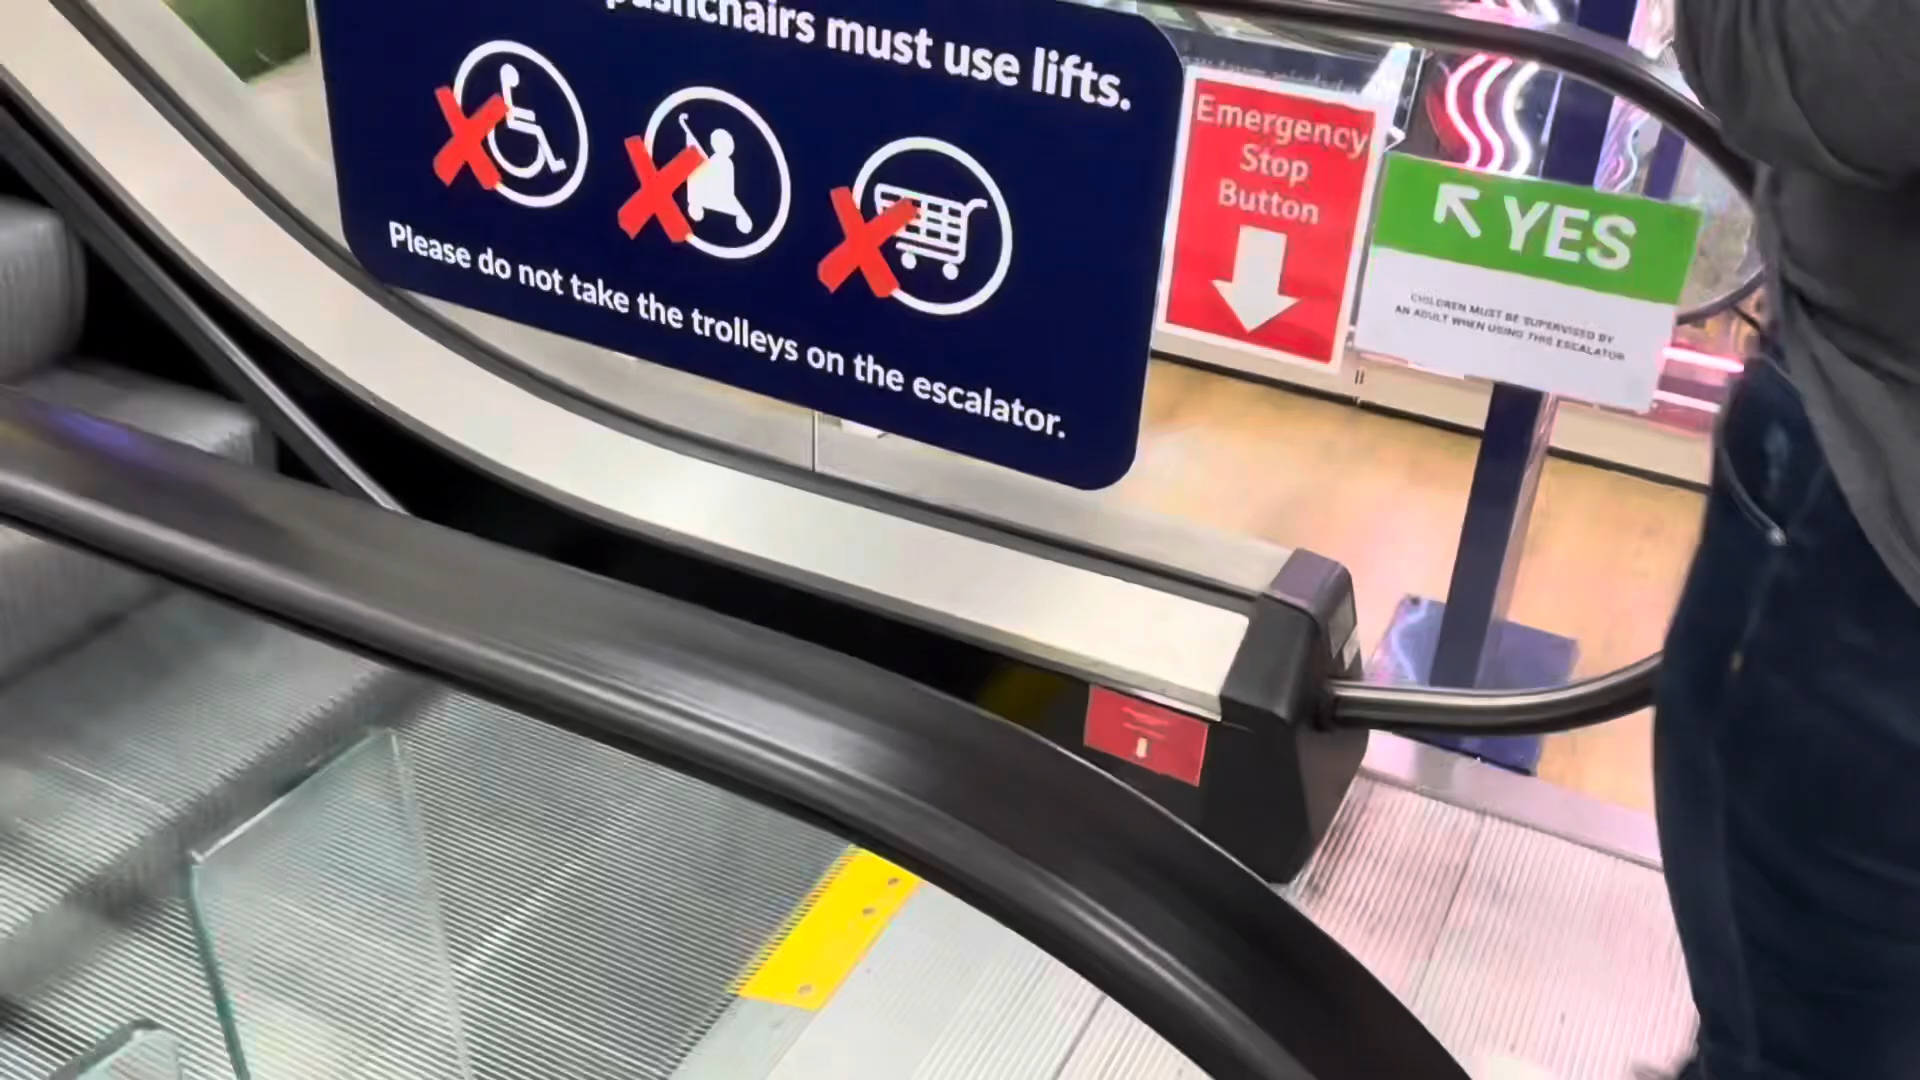 pushchairs must use lifts.
Please do not take the trolleys on the escalator.
Emergency
Stop
Button
YES
CHILDREN MUST BE SUPERVISED BY
AN ADULT WHEN USING THIS ESCALATOR